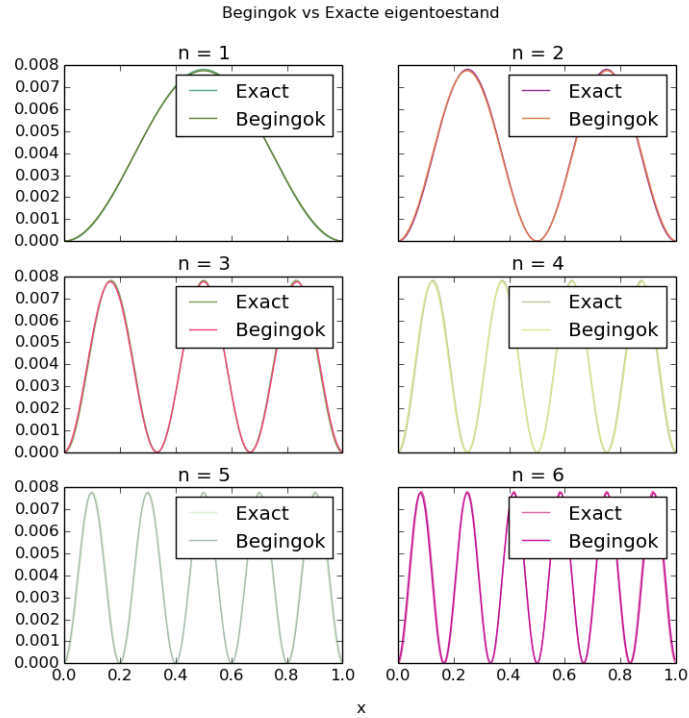 Begingok vs Exacte eigentoestand
n = 1
0.008
0.007
0.006
0.005
0.004
0.003
0.002
0.001
0.000
Exact
Begingok
n = 2
Exact
Begingok
n = 3
0.008
0.007
0.006
0.005
0.004
0.003
0.002
0.001
0.000
Exact
Begingok
n = 4
Exact
Begingok
n = 5
0.008
0.007
0.006
0.005
0.004
0.003
0.002
0.001
0.000
Exact
Begingok
0.0 0.2 0.4 0.6 0.8 1.0
n = 6
Exact
Begingok
0.0 0.2 0.4 0.6 0.8 1.0
x